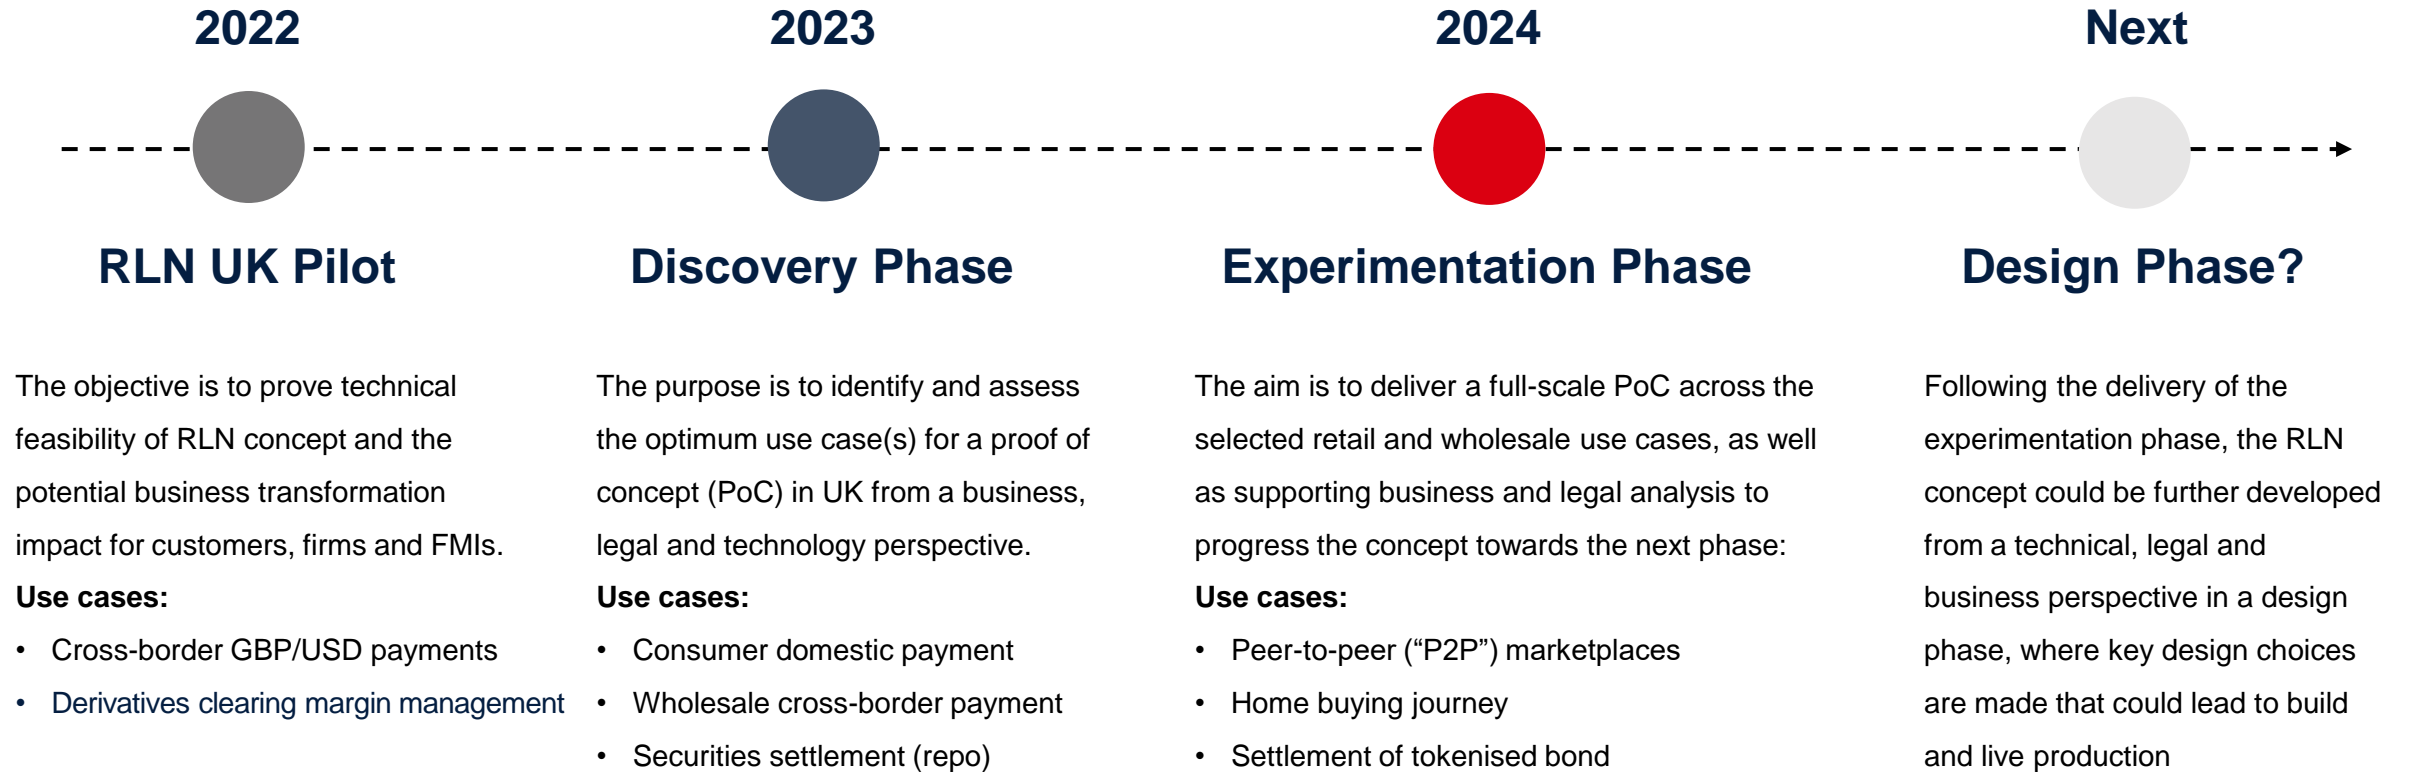 2022
RLN UK Pilot
The objective is to prove technical
feasibility of RLN concept and the
potential business transformation
impact for customers, firms and FMIs.
Use cases:
• Cross-border GBP/USD payments
• Derivatives clearing margin management
2023
Discovery Phase
The purpose is to identify and assess
the optimum use case(s) for a proof of
concept (PoC) in UK from a business,
legal and technology perspective.
Use cases:
• Consumer domestic payment
• Wholesale cross-border payment
• Securities settlement (repo)
2024
Experimentation Phase
The aim is to deliver a full-scale PoC across the
selected retail and wholesale use cases, as well
as supporting business and legal analysis to
progress the concept towards the next phase:
Use cases:
• Peer-to-peer (“P2P”) marketplaces
• Home buying journey
• Settlement of tokenised bond
Next
Design Phase?
Following the delivery of the
experimentation phase, the RLN
concept could be further developed
from a technical, legal and
business perspective in a design
phase, where key design choices
are made that could lead to build
and live production